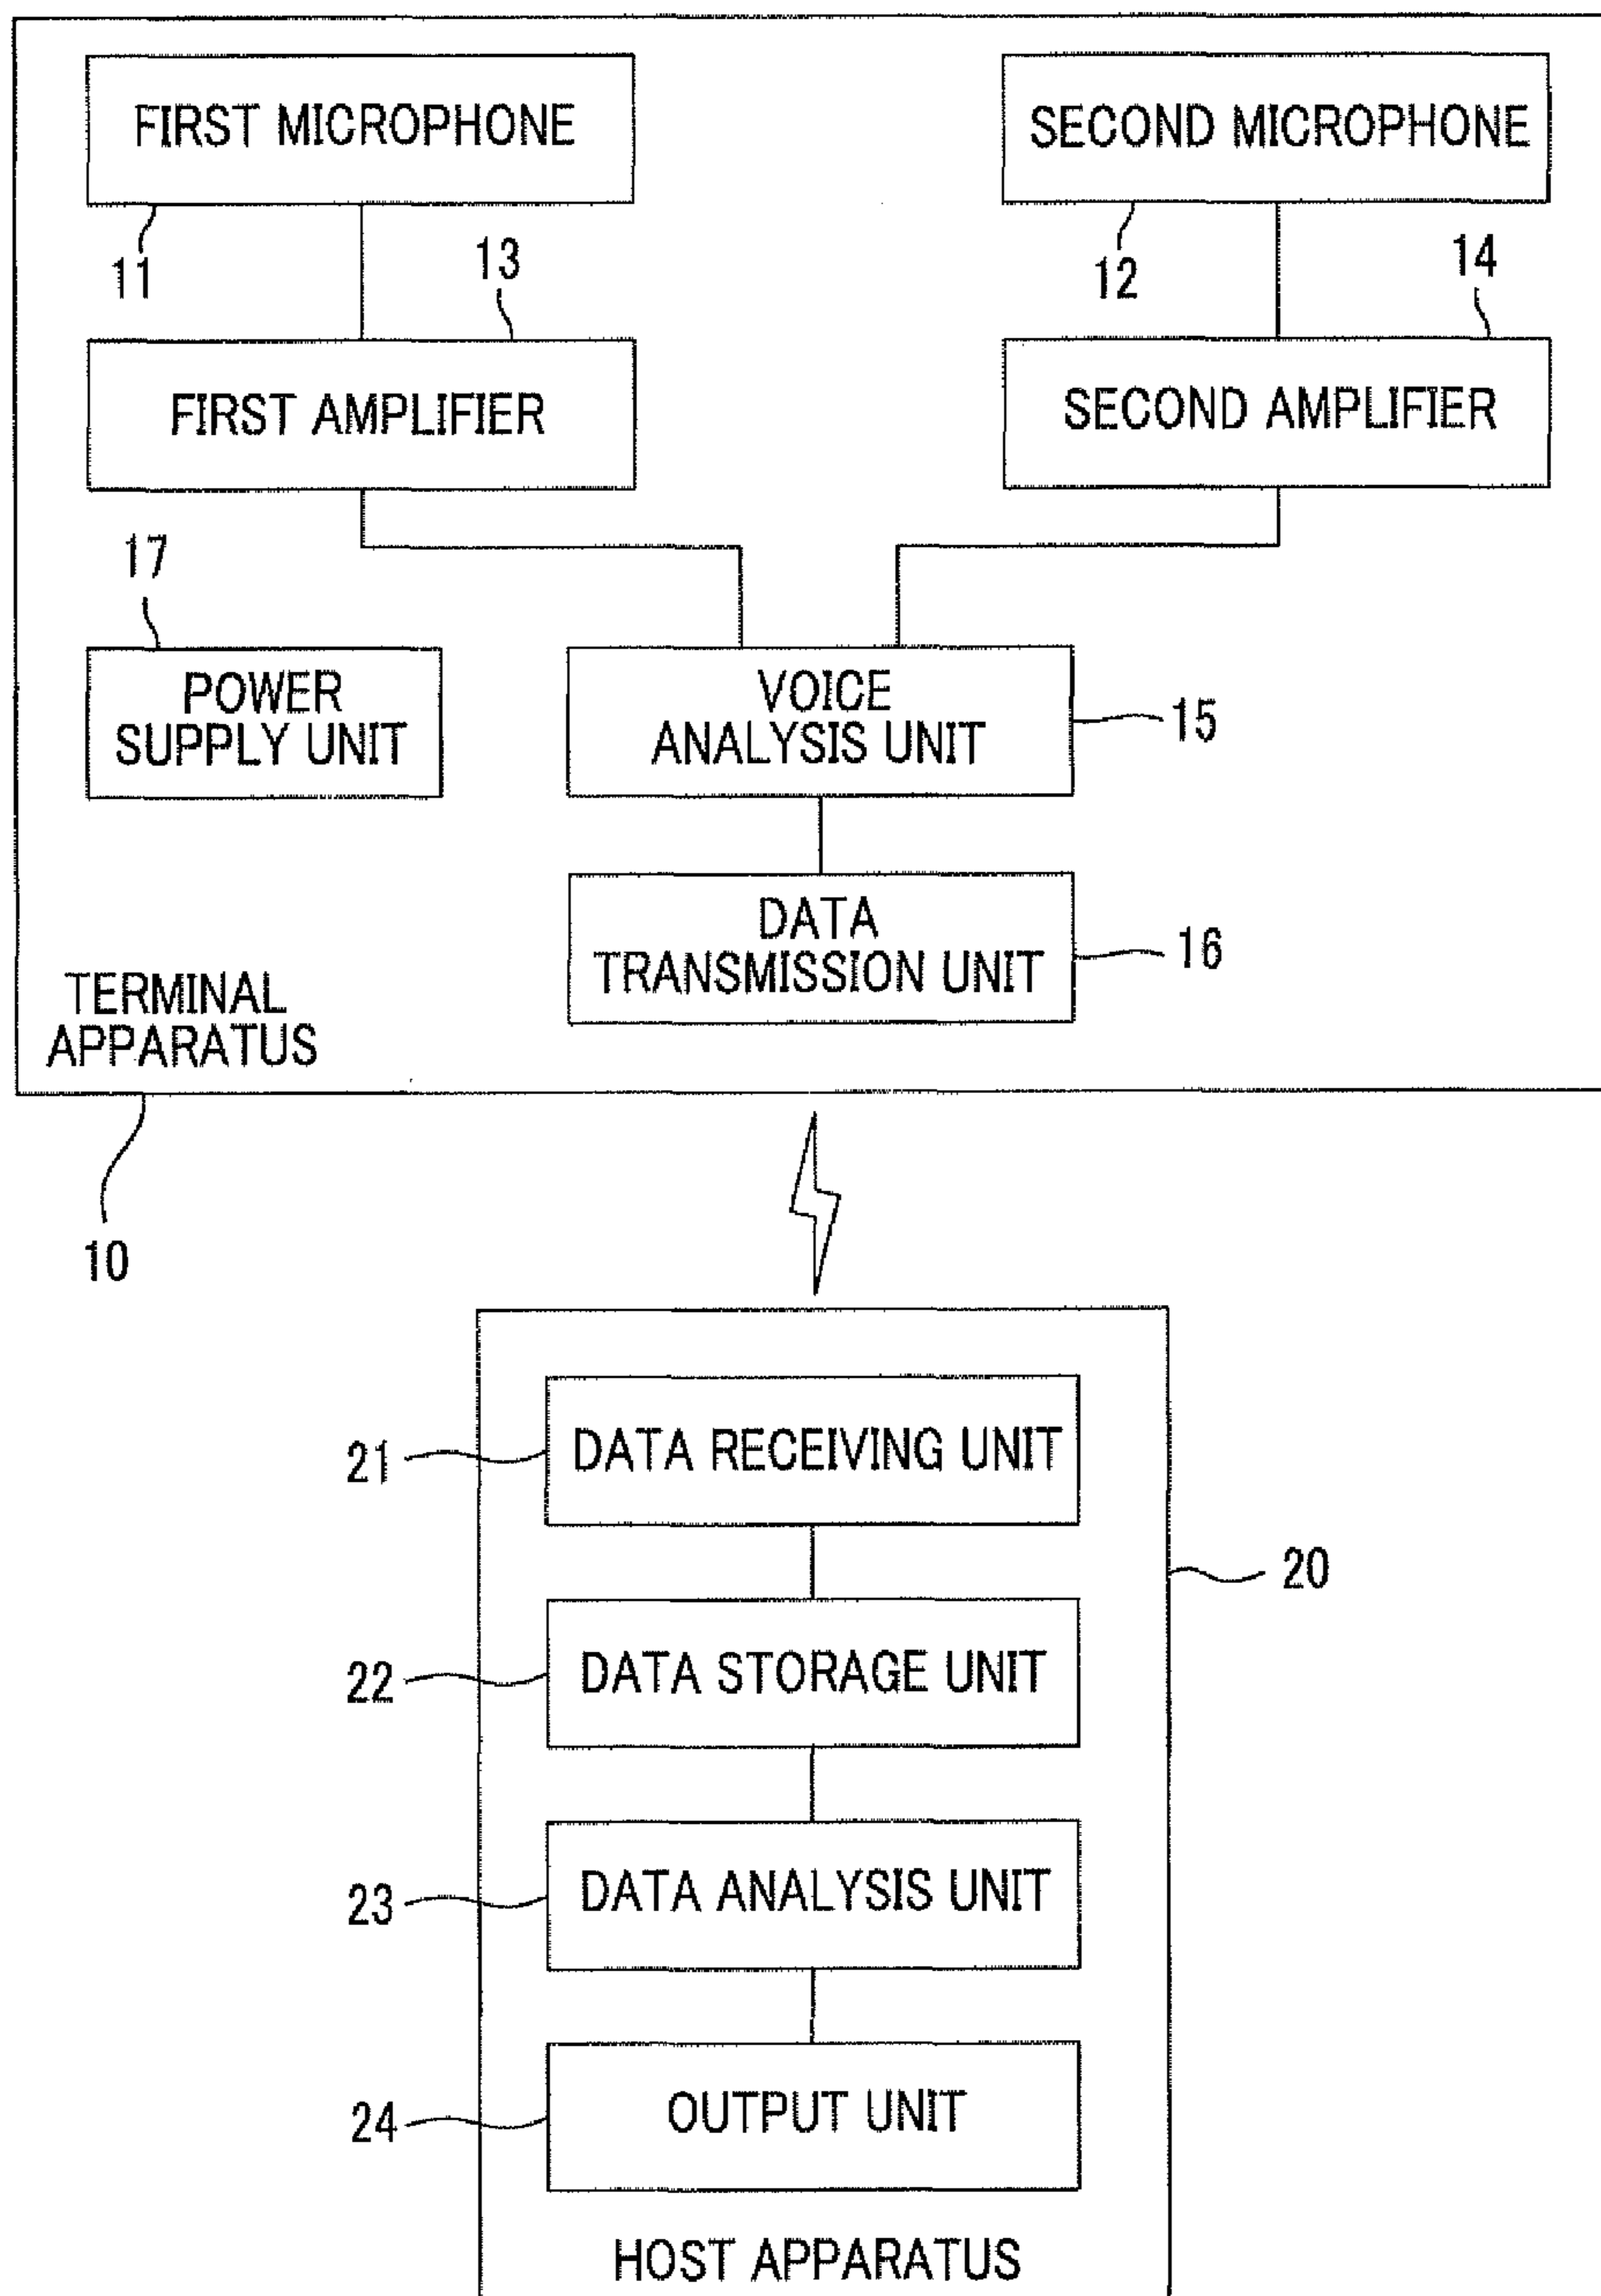 FIRST MICROPHONE
SECOND MICROPHONE
11
13
12
14
FIRST AMPLIFIER
SECOND AMPLIFIER
17
POWER
SUPPLY UNIT
VOICE
ANALYSIS UNIT
15
DATA
TRANSMISSION UNIT
16
TERMINAL
APPARATUS
10
21
DATA RECEIVING UNIT
20
22
DATA STORAGE UNIT
23
DATA ANALYSIS UNIT
24
OUTPUT UNIT
HOST APPARATUS